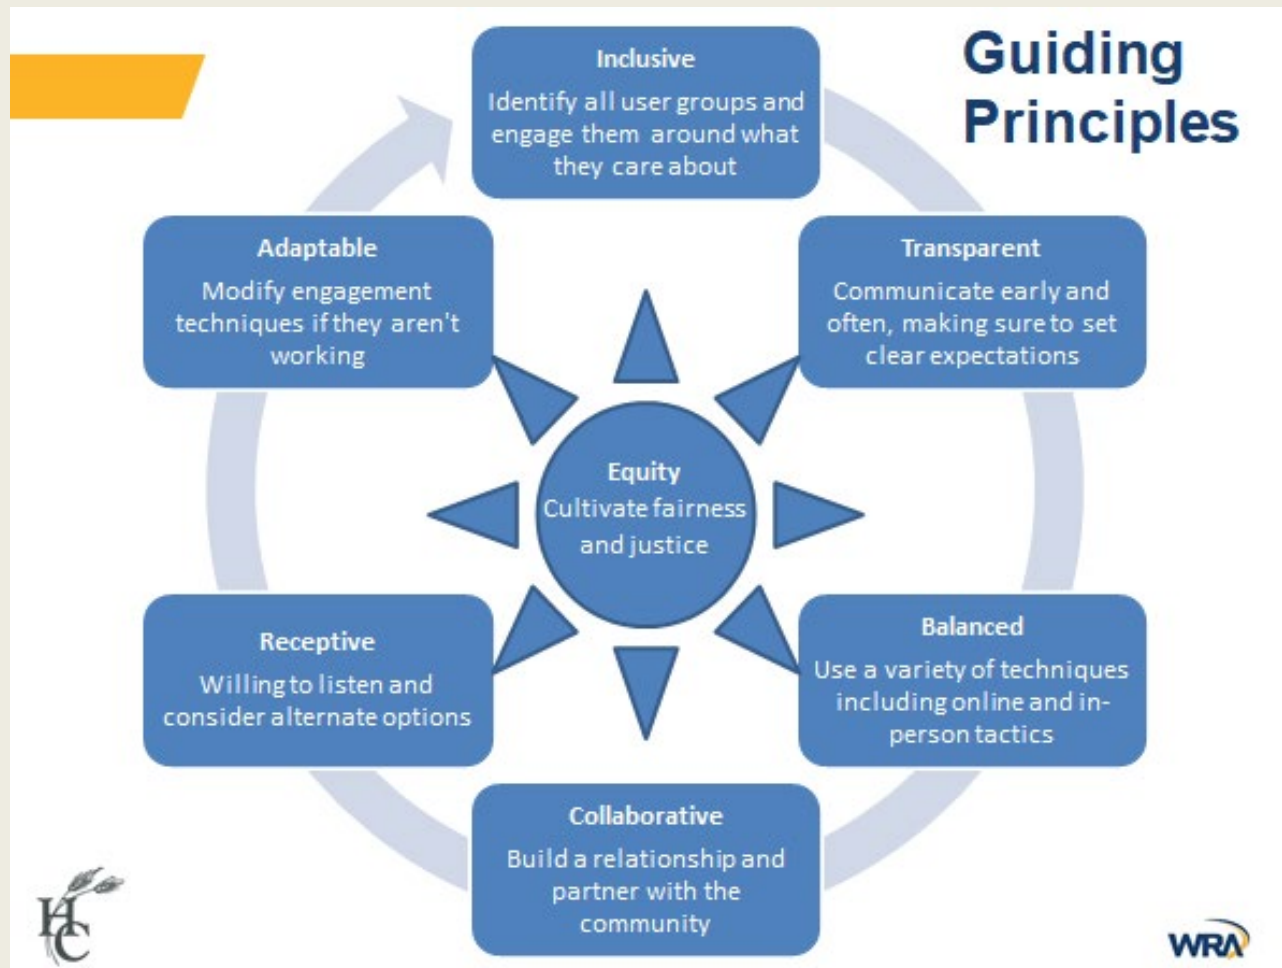 Guiding
Principles
Inclusive
Identify all user groups and
engage them around what
they care about
Transparent
Communicate early and
often, making sure to set
clear expectations
Balanced
Use a variety of techniques
including online and in-
person tactics
Collaborative
Build a relationship and
partner with the
community
Receptive
Willing to listen and
consider alternate options
Adaptable
Modify engagement
techniques if they aren't
working
Equity
Cultivate fairness
and justice
HC
WRA